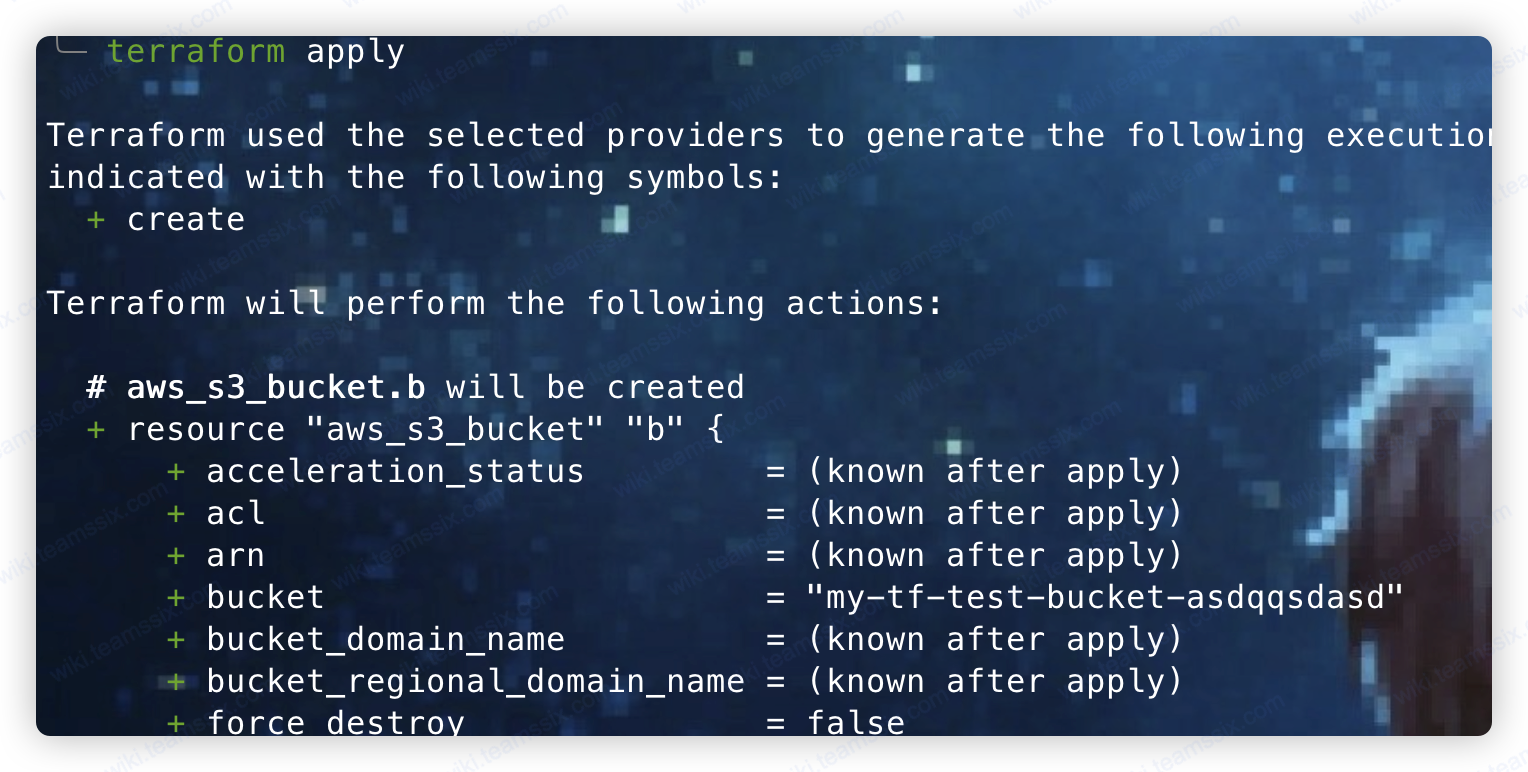 ╰─ terraform apply
Terraform used the selected providers to generate the following execution
indicated with the following symbols:
+ create
Terraform will perform the following actions:
# aws_s3_bucket.b will be created
+ resource "aws_s3_bucket" "b" {
+ acceleration_status = (known after apply)
+ acl = (known after apply)
+ arn = (known after apply)
+ bucket = "my-tf-test-bucket-asdqqsdasd"
+ bucket_domain_name = (known after apply)
+ bucket_regional_domain_name = (known after apply)
+ force_destroy = false
wiki.teamssix.com